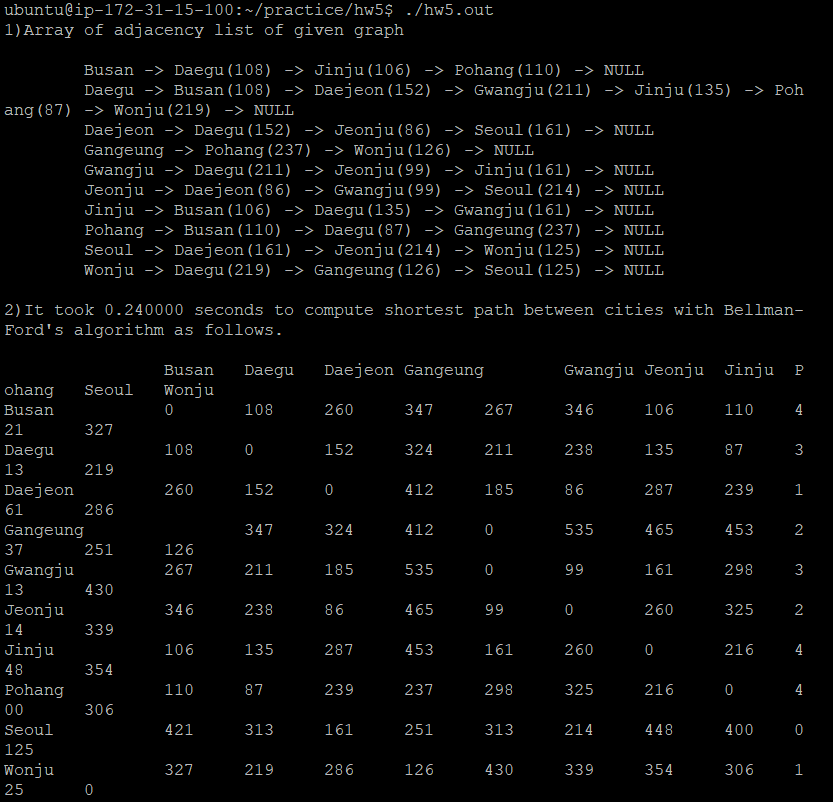 ubuntu@ip-172-31-15-100:~/practice/hw5$ ./hw5.out
1)Array of adjacency list of given graph
Busan -> Daegu(108) -> Jinju(106) -> Pohang(110) -> NULL
Daegu -> Busan(108) -> Daejeon(152) -> Gwangju(211) -> Jinju(135) -> Poh
ang(87) -> Wonju(219) -> NULL
Daejeon -> Daegu(152) -> Jeonju(86) -> Seoul(161) -> NULL
Gangeung -> Pohang(237) -> Wonju(126) -> NULL
Gwangju -> Daegu(211) -> Jeonju(99) -> Jinju(161) -> NULL
Jeonju -> Daejeon(86) -> Gwangju(99) -> Seoul(214) -> NULL
Jinju -> Busan(106) -> Daegu(135) -> Gwangju(161) -> NULL
Pohang -> Busan(110) -> Daegu(87) -> Gangeung(237) -> NULL
Seoul -> Daejeon(161) -> Jeonju(214) -> Wonju(125) -> NULL
Wonju -> Daegu(219) -> Gangeung(126) -> Seoul(125) -> NULL
2)It took 0.240000 seconds to compute shortest path between cities with Bellman-
Ford's algorithm as follows.
Busan Daegu Daejeon Gangeung Gwangju Jeonju Jinju P
ohang Seoul Wonju
Busan 0 108 260 347 267 346 106 110 4
21 327
Daegu 108 0 152 324 211 238 135 87 3
13 219
Daejeon 260 152 0 412 185 86 287 239 1
61 286
Gangeung 347 324 412 0 535 465 453 2
37 251 126
Gwangju 267 211 185 535 0 99 161 298 3
13 430
Jeonju 346 238 86 465 99 0 260 325 2
14 339
Jinju 106 135 287 453 161 260 0 216 4
48 354
Pohang 110 87 239 237 298 325 216 0 4
00 306
Seoul 421 313 161 251 313 214 448 400 0
125
Wonju 327 219 286 126 430 339 354 306 1
25 0